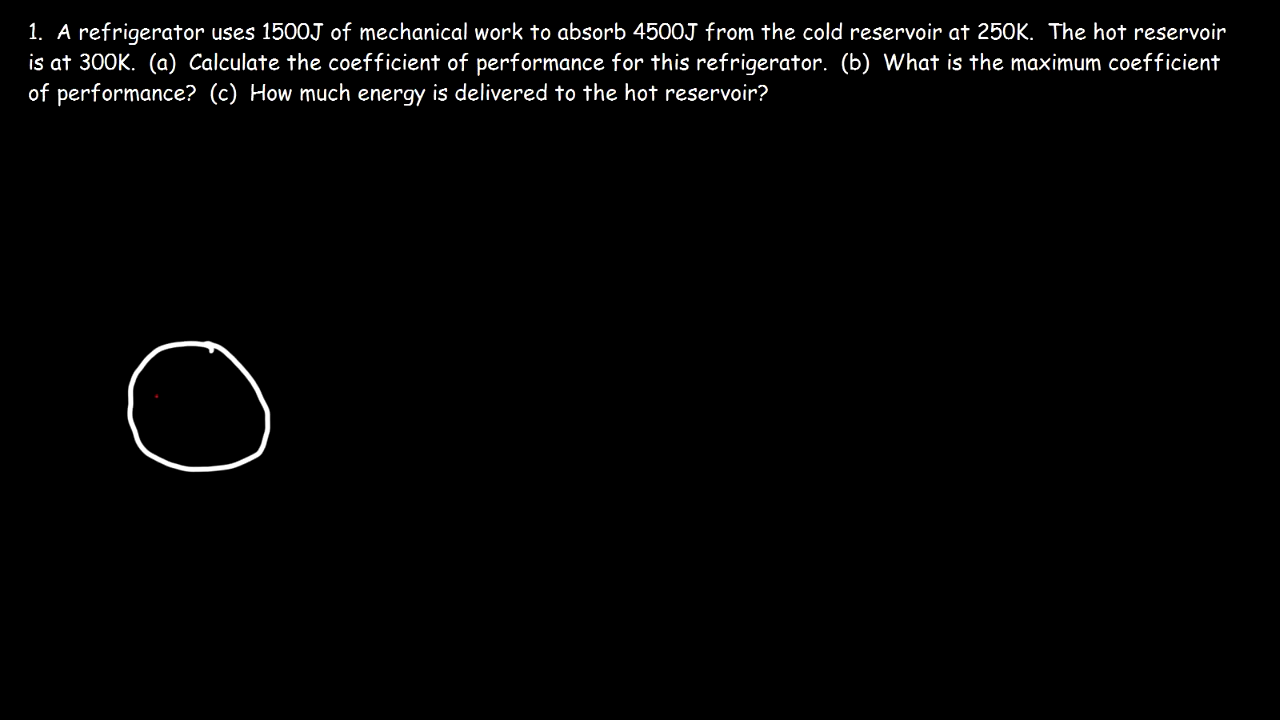 1.  A refrigerator uses 1500J of mechanical work to absorb 4500J from the cold reservoir at 250K.  The hot reservoir
is at 300K.  (a)  Calculate the coefficient of performance for this refrigerator.  (b)  What is the maximum coefficient
of performance?  (c)  How much energy is delivered to the hot reservoir?